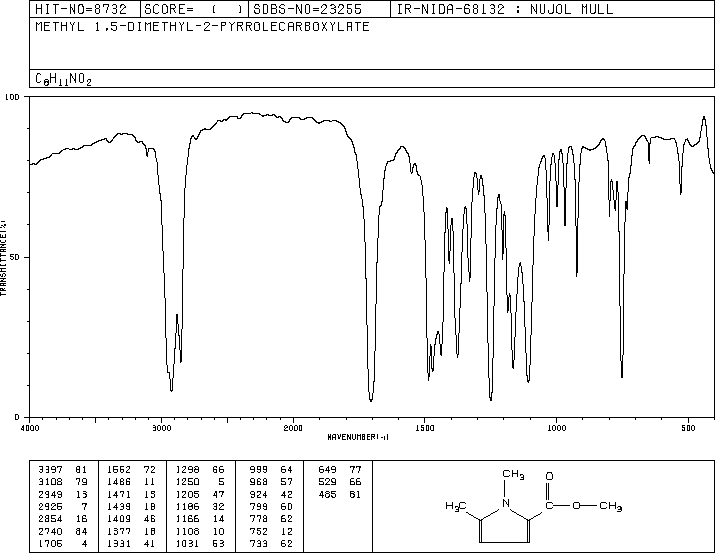 HIT-NO=8732 SCORE= ( ) SDBS-NO=23255 IR-NIDA-68132 : NUJOL MULL
METHYL 1,5-DIMETHYL-2-PYRROLECARBOXYLATE
C8H11NO2
100
50
0
TRANSMITTANCE(%)
4000 3000 2000 1500 1000 500
WAVENUMBER(-1)
3397 81 1552 72 1298 66 999 64 649 77
3108 79 1486 11 1250 5 968 57 529 66
2949 13 1471 15 1205 47 924 42 485 81
2925 7 1439 18 1186 32 799 60
2854 16 1409 46 1166 14 778 62
2740 84 1377 18 1108 10 752 12
1705 4 1331 41 1031 53 733 62
CH3
O
H3C N C O CH3